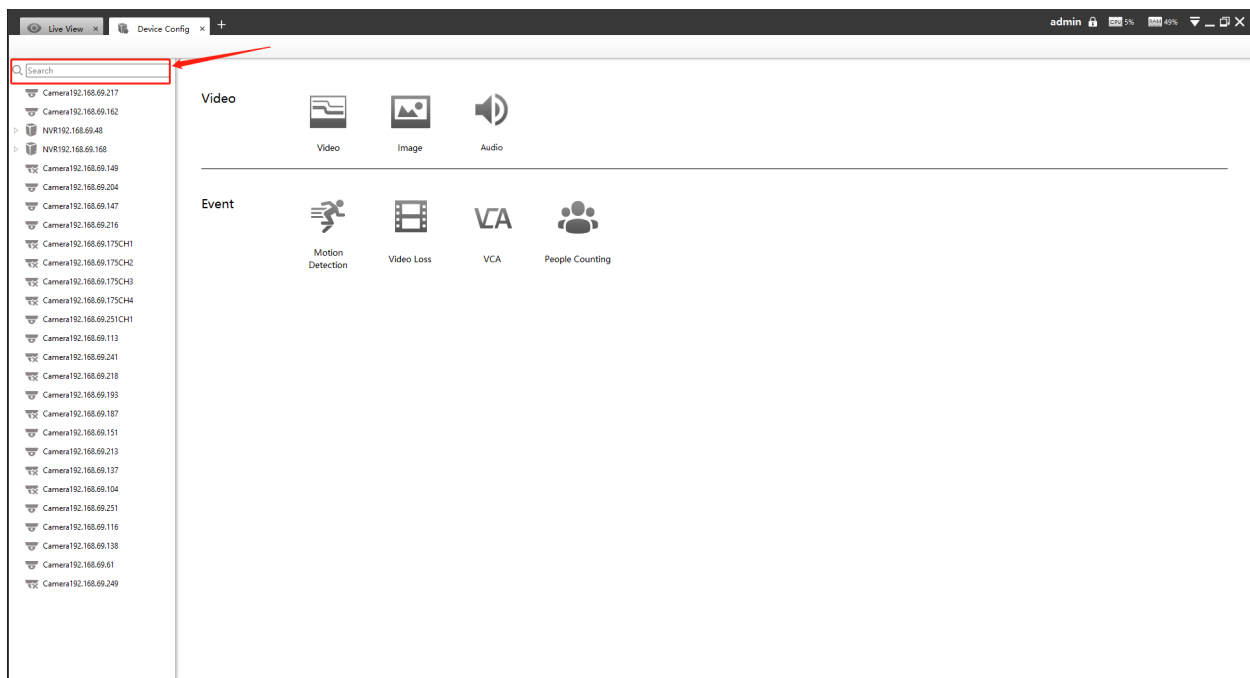 Live View × Device Config × + admin CPU 5% RAM 49%
Search
Camera192.168.69.217
Camera192.168.69.162
NVR192.168.69.48
NVR192.168.69.168
Camera192.168.69.149
Camera192.168.69.204
Camera192.168.69.147
Camera192.168.69.216
Camera192.168.69.175CH1
Camera192.168.69.175CH2
Camera192.168.69.175CH3
Camera192.168.69.175CH4
Camera192.168.69.251CH1
Camera192.168.69.113
Camera192.168.69.241
Camera192.168.69.218
Camera192.168.69.193
Camera192.168.69.187
Camera192.168.69.151
Camera192.168.69.213
Camera192.168.69.137
Camera192.168.69.104
Camera192.168.69.251
Camera192.168.69.116
Camera192.168.69.138
Camera192.168.69.61
Camera192.168.69.249
Video
Video Image Audio
Event
VCA
Motion
Detection
Video Loss VCA People Counting